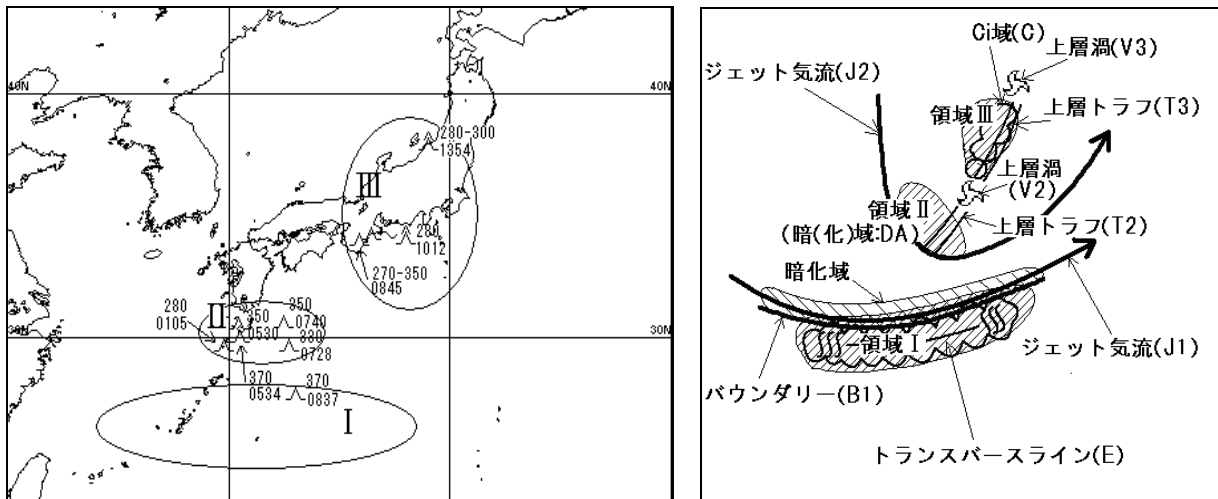 40N
40N
280-300
1354
Ⅲ
280
1012
270-350
0845
280
0105
Ⅱ
350
0530
350
0740
330
0728
30N
370
0534
370
0837
Ⅰ
Ci域(C)
上層渦(V3)
ジェット気流(J2)
領域Ⅲ
上層トラフ(T3)
上層渦
(V2)
領域Ⅱ
(暗(化)域:DA)
上層トラフ(T2)
暗化域
領域Ⅰ
ジェット気流(J1)
バウンダリー(B1)
トランスバースライン(E)